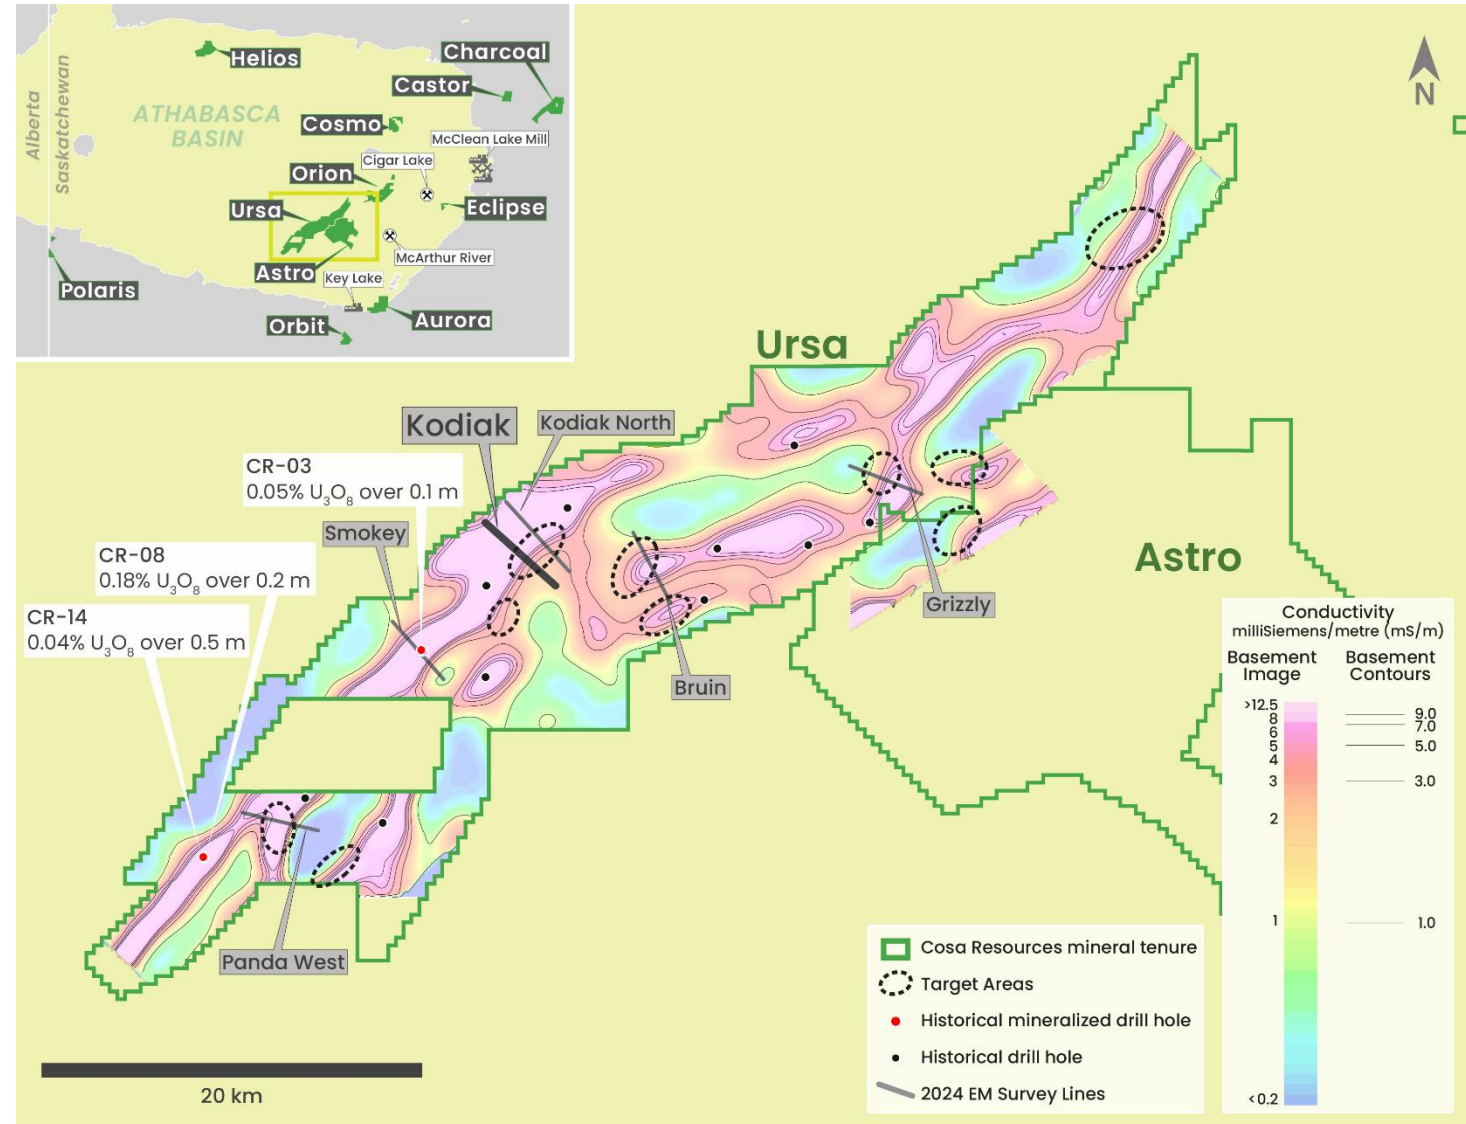 Alberta
Saskatchewan
Helios
ATHABASCA
BASIN
Charcoal
Castor
Cosmo
McClean Lake Mill
Cigar Lake
Orion
Ursa
Eclipse
McArthur River
Astro
Key Lake
Polaris
Orbit
Aurora
N
Ursa
Kodiak
Kodiak North
CR-03
0.05% U₃O₈ over 0.1 m
Smokey
CR-08
0.18% U₃O₈ over 0.2 m
CR-14
0.04% U₃O₈ over 0.5 m
Astro
Grizzly
Bruin
Panda West
Conductivity
milliSiemens/metre (mS/m)
Basement
Image
Basement
Contours
>12.5
8
6
5
4
3
2
1
<0.2
9.0
7.0
5.0
3.0
1.0
Cosa Resources mineral tenure
Target Areas
Historical mineralized drill hole
Historical drill hole
2024 EM Survey Lines
20 km